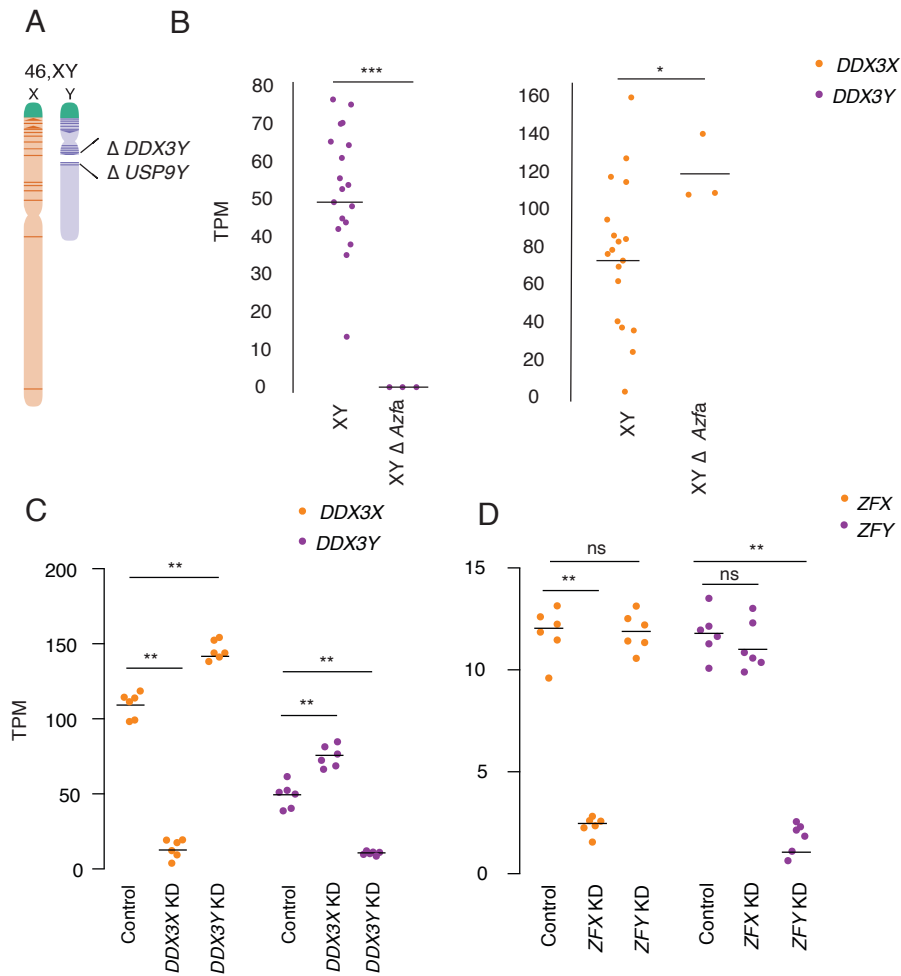 A
46,XY
X Y
Δ DDX3Y
Δ USP9Y
B
DDX3X
DDX3Y
TPM
80
70
60
50
40
30
20
10
0
***
XY
XY Δ Azfa
160
140
120
100
80
60
40
20
0
*
XY
XY Δ Azfa
C
DDX3X
DDX3Y
TPM
200
150
100
50
0
**
**
**
**
Control
DDX3X KD
DDX3Y KD
Control
DDX3X KD
DDX3Y KD
D
ZFX
ZFY
15
10
5
0
ns
**
**
ns
Control
ZFX KD
ZFY KD
Control
ZFX KD
ZFY KD